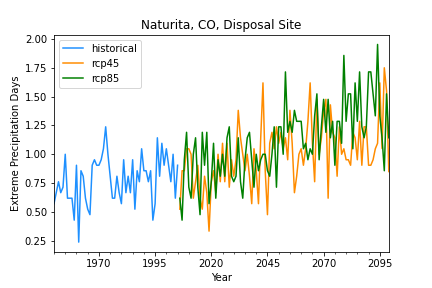 Naturita, CO, Disposal Site
historical
rcp45
rcp85
Extreme Precipitation Days
2.00
1.75
1.50
1.25
1.00
0.75
0.50
0.25
1970 1995 2020 2045 2070 2095
Year